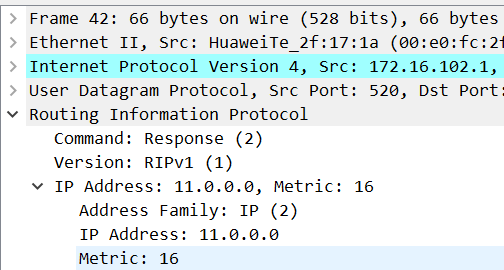 Frame 42: 66 bytes on wire (528 bits), 66 bytes
Ethernet II, Src: HuaweiTe_2f:17:1a (00:e0:fc:2f
Internet Protocol Version 4, Src: 172.16.102.1,
User Datagram Protocol, Src Port: 520, Dst Port:
Routing Information Protocol
Command: Response (2)
Version: RIPv1 (1)
IP Address: 11.0.0.0, Metric: 16
Address Family: IP (2)
IP Address: 11.0.0.0
Metric: 16